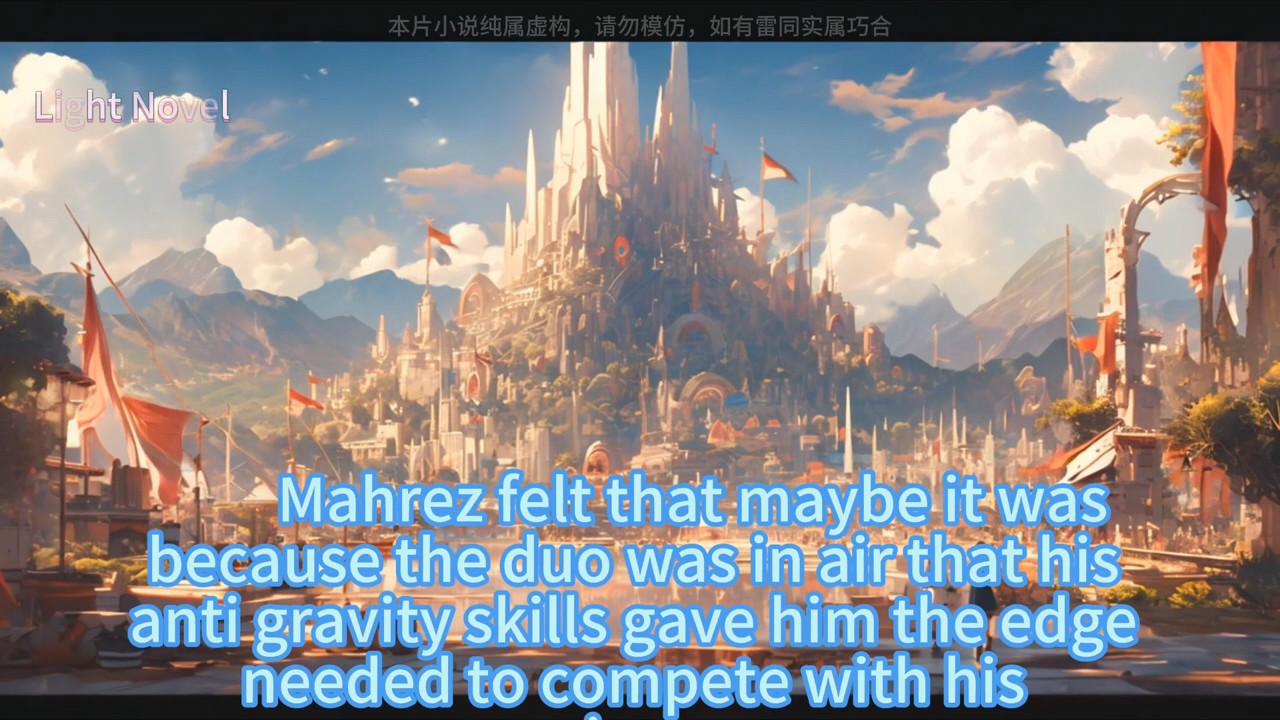 本片小说纯属虚构，请勿模仿，如有雷同实属巧合
Light Novel
Mahrez felt that maybe it was
because the duo was in air that his
anti gravity skills gave him the edge
needed to compete with his